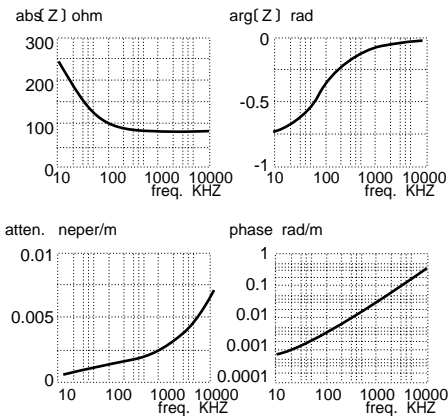 abs[Z] ohm
300
200
100
0
10 100 1000 10000
freq. KHZ
arg[Z] rad
0
-0.5
-1
10 100 1000 10000
freq. KHZ
atten. neper/m
0.01
0.005
0
10 100 1000 10000
freq. KHZ
phase rad/m
1
0.1
0.01
0.001
0.0001
10 100 1000 10000
freq. KHZ